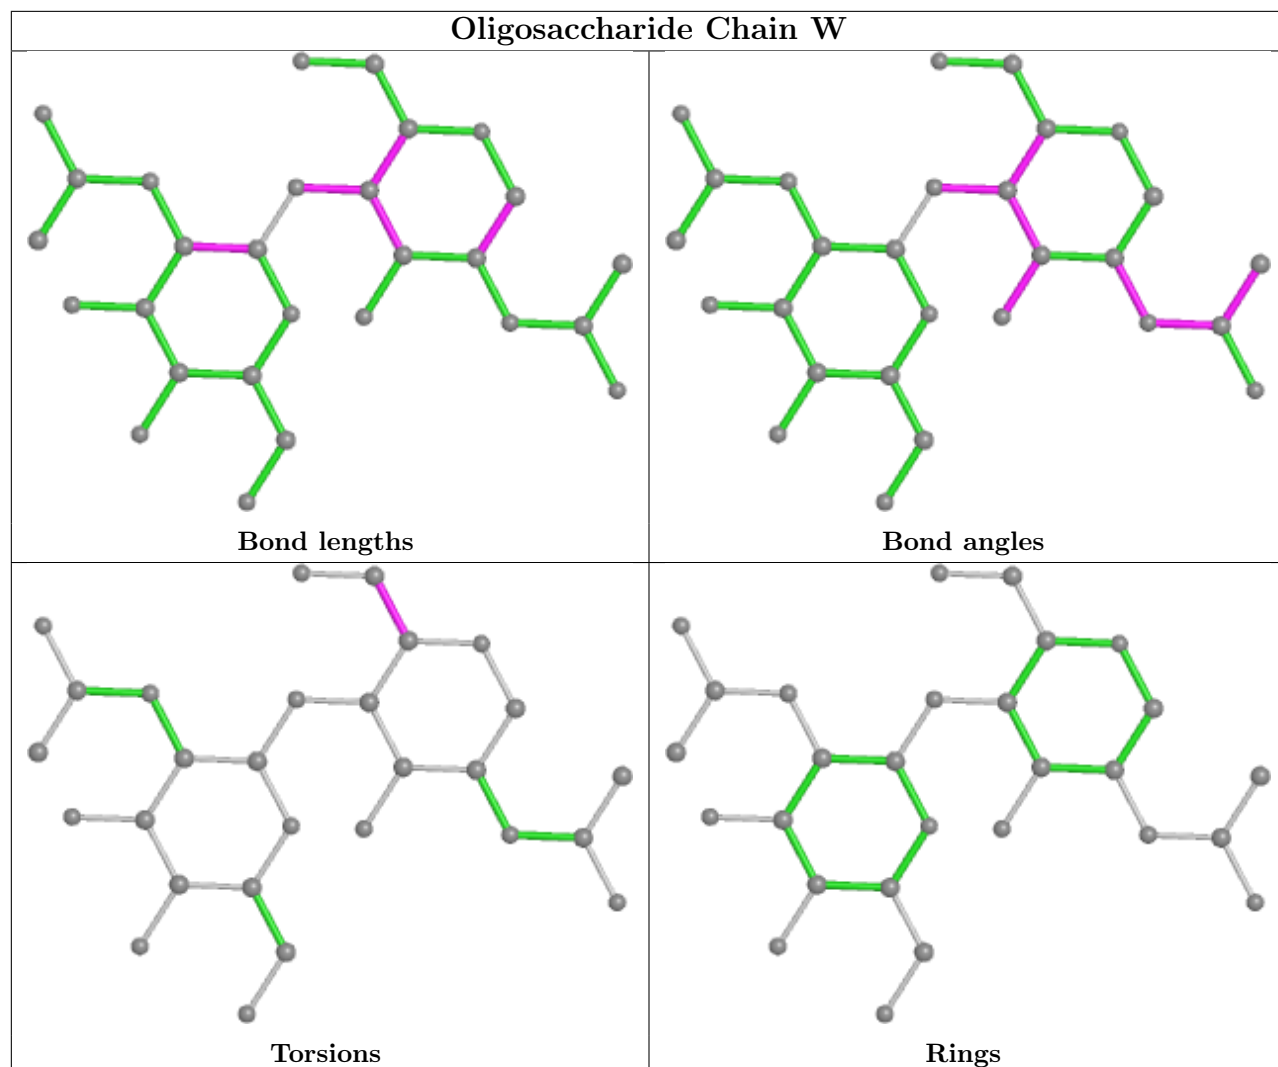 Oligosaccharide Chain W
Bond lengths
Bond angles
Torsions
Rings